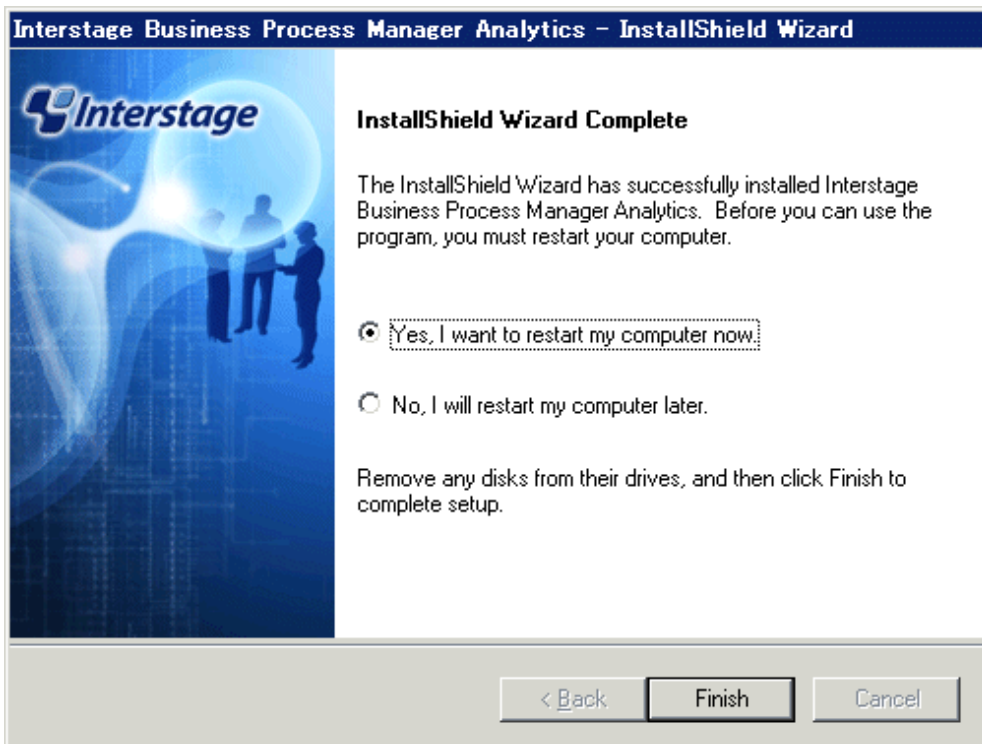 Interstage Business Process Manager Analytics - InstallShield Wizard
Interstage
InstallShield Wizard Complete
The InstallShield Wizard has successfully installed Interstage
Business Process Manager Analytics.  Before you can use the
program, you must restart your computer.
Yes, I want to restart my computer now.
No, I will restart my computer later.
Remove any disks from their drives, and then click Finish to
complete setup.
< Back
Finish
Cancel